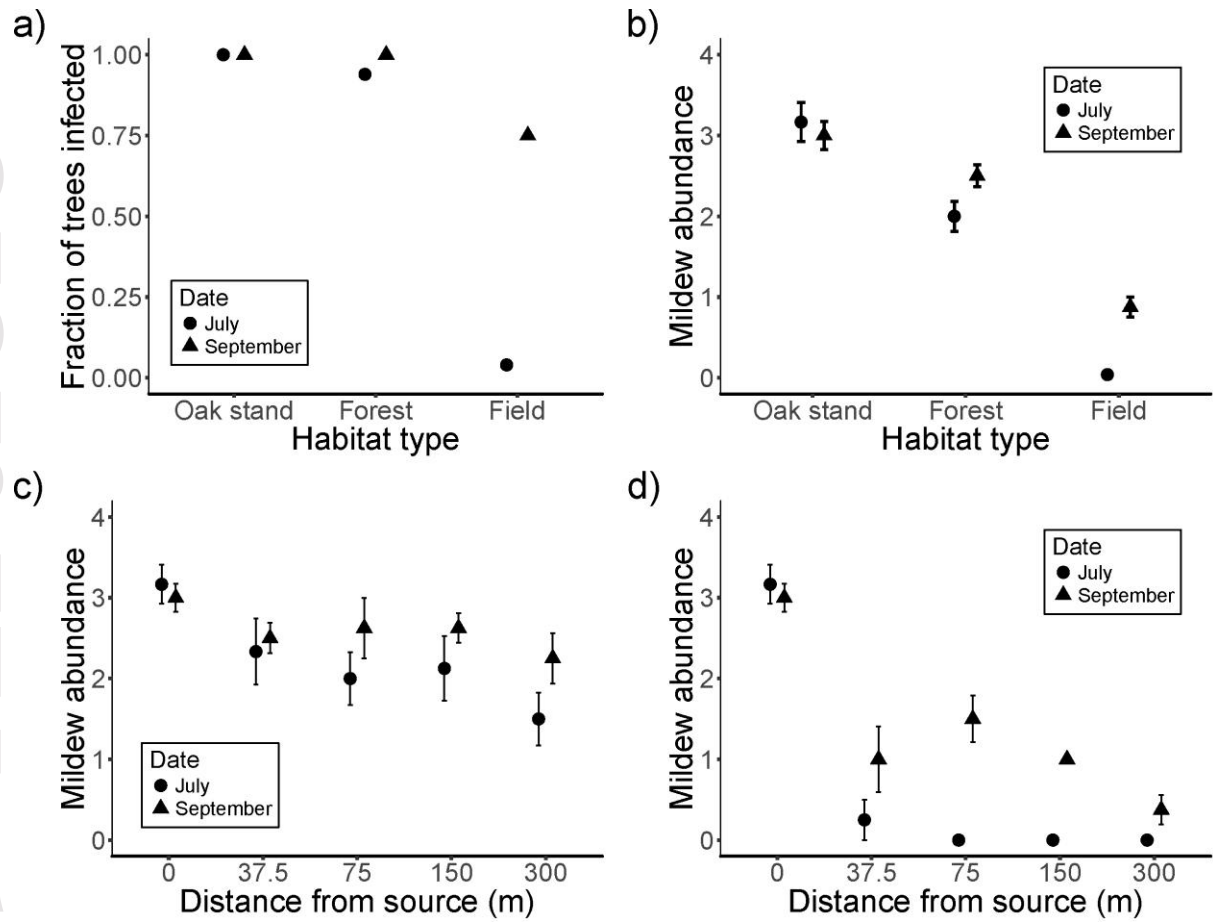 a)
Fraction of trees infected
1.00
0.75
0.50
0.25
0.00
Date
July
September
Oak stand Forest Field
Habitat type
b)
Mildew abundance
4
3
2
1
0
Date
July
September
Oak stand Forest Field
Habitat type
c)
Mildew abundance
4
3
2
1
0
Date
July
September
0 37.5 75 150 300
Distance from source (m)
d)
Mildew abundance
4
3
2
1
0
Date
July
September
0 37.5 75 150 300
Distance from source (m)